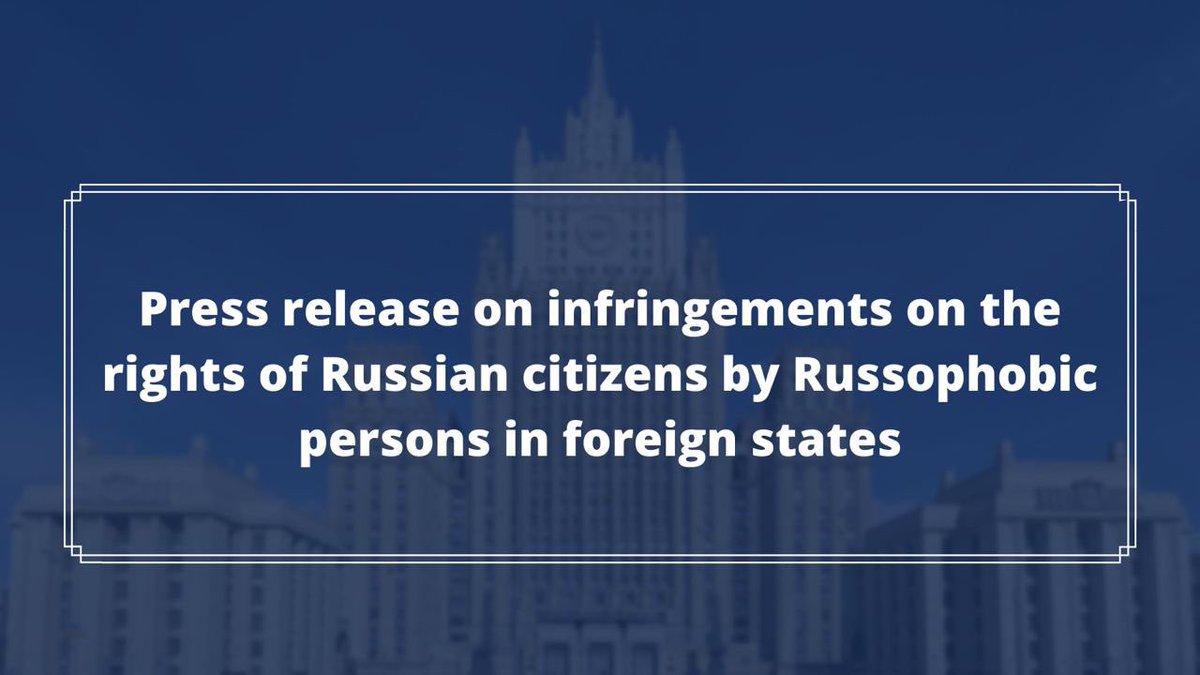 Press release on infringements on the
rights of Russian citizens by Russophobic
persons in foreign states